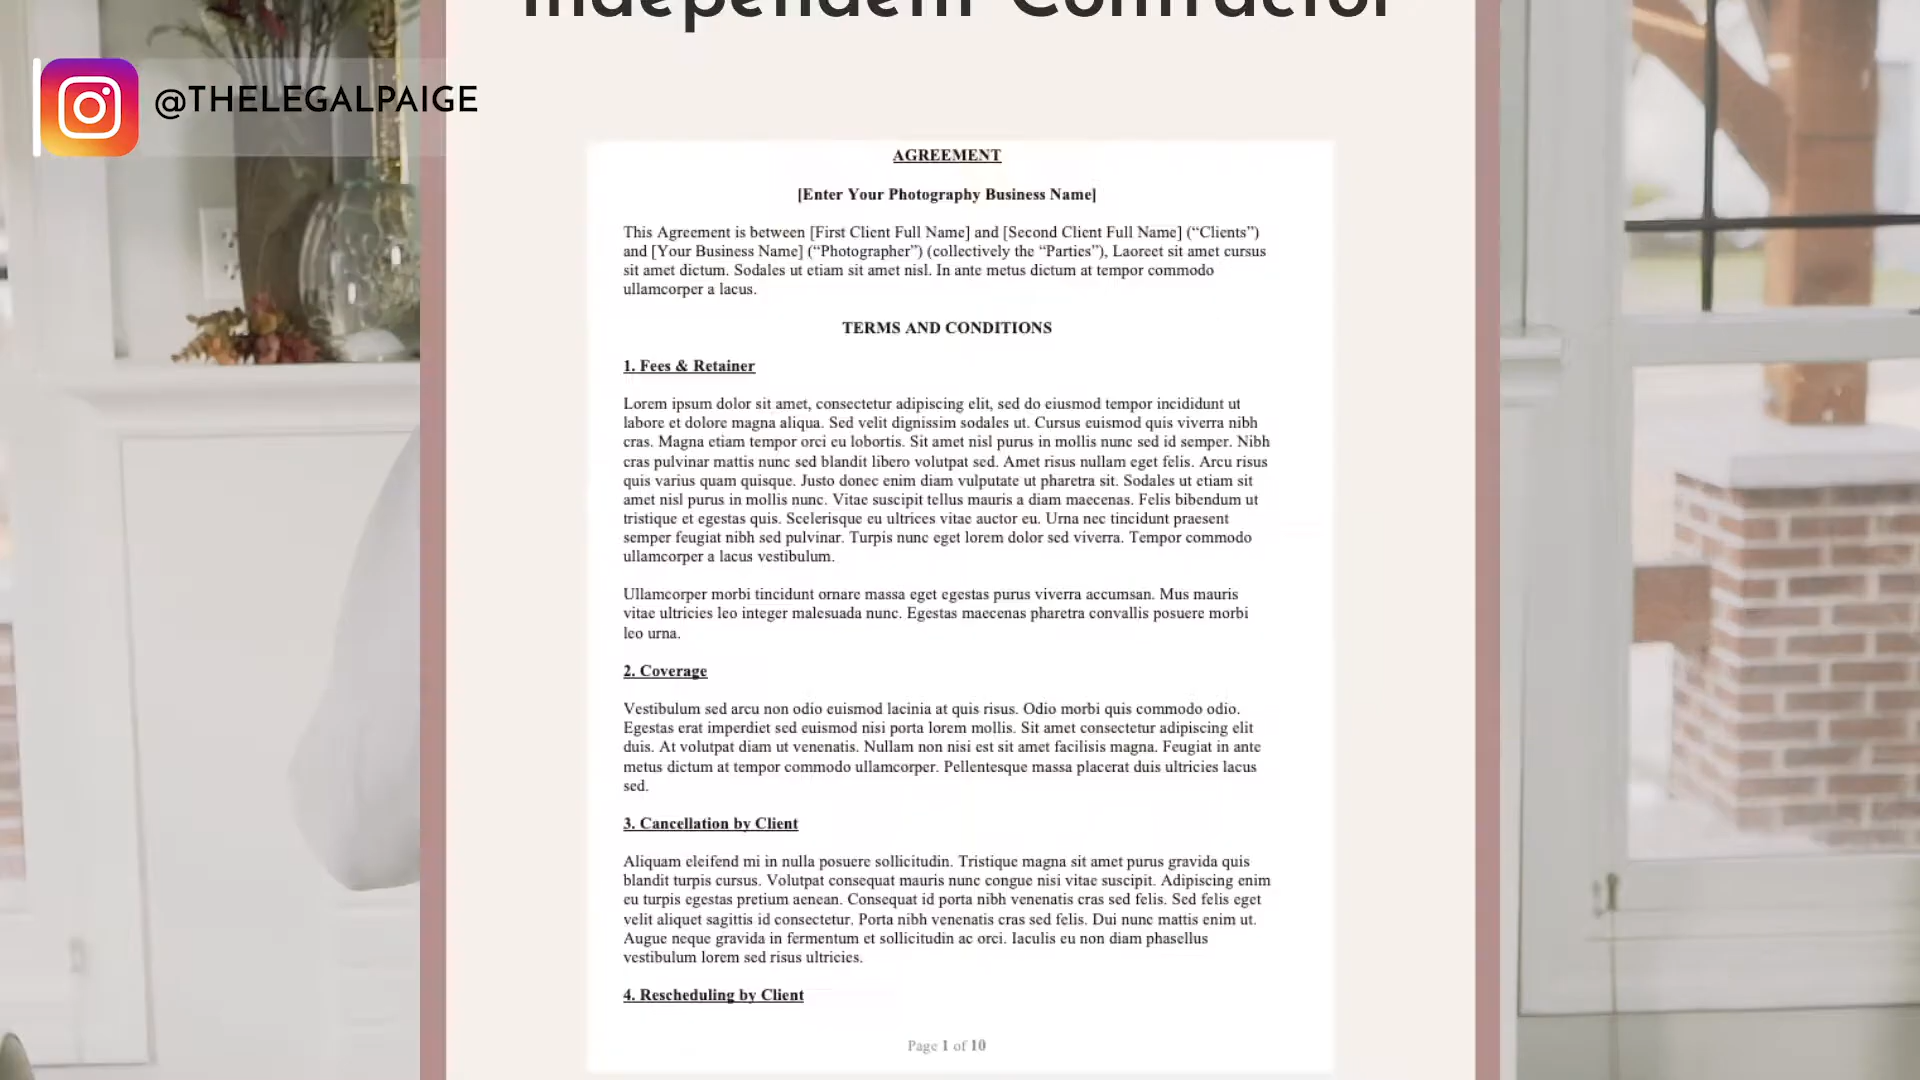 Independent Contractor
@THELEGALPAIGE
AGREEMENT
[Enter Your Photography Business Name]
This Agreement is between [First Client Full Name] and [Second Client Full Name] (“Clients”)
and [Your Business Name] (“Photographer”) (collectively the “Parties”), Laoreet sit amet cursus
sit amet dictum. Sodales ut etiam sit amet nisl. In ante metus dictum at tempor commodo
ullamcorper a lacus.
TERMS AND CONDITIONS
1. Fees & Retainer
Lorem ipsum dolor sit amet, consectetur adipiscing elit, sed do eiusmod tempor incididunt ut
labore et dolore magna aliqua. Sed velit dignissim sodales ut. Cursus euismod quis viverra nibh
cras. Magna etiam tempor orci eu lobortis. Sit amet nisl purus in mollis nunc sed id semper. Nibh
cras pulvinar mattis nunc sed blandit libero volutpat sed. Amet risus nullam eget felis. Arcu risus
quis varius quam quisque. Justo donec enim diam vulputate ut pharetra sit. Sodales ut etiam sit
amet nisl purus in mollis nunc. Vitae suscipit tellus mauris a diam maecenas. Felis bibendum ut
tristique et egestas quis. Scelerisque eu ultrices vitae auctor eu. Urna nec tincidunt praesent
semper feugiat nibh sed pulvinar. Turpis nunc eget lorem dolor sed viverra. Tempor commodo
ullamcorper a lacus vestibulum.
Ullamcorper morbi tincidunt ornare massa eget egestas purus viverra accumsan. Mus mauris
vitae ultricies leo integer malesuada nunc. Egestas maecenas pharetra convallis posuere morbi
leo urna.
2. Coverage
Vestibulum sed arcu non odio euismod lacinia at quis risus. Odio morbi quis commodo odio.
Egestas erat imperdiet sed euismod nisi porta lorem mollis. Sit amet consectetur adipiscing elit
duis. At volutpat diam ut venenatis. Nullam non nisi est sit amet facilisis magna. Feugiat in ante
metus dictum at tempor commodo ullamcorper. Pellentesque massa placerat duis ultricies lacus
sed.
3. Cancellation by Client
Aliquam eleifend mi in nulla posuere sollicitudin. Tristique magna sit amet purus gravida quis
blandit turpis cursus. Volutpat consequat mauris nunc congue nisi vitae suscipit. Adipiscing enim
eu turpis egestas pretium aenean. Consequat id porta nibh venenatis cras sed felis. Sed felis eget
velit aliquet sagittis id consectetur. Porta nibh venenatis cras sed felis. Dui nunc mattis enim ut.
Augue neque gravida in fermentum et sollicitudin ac orci. Iaculis eu non diam phasellus
vestibulum lorem sed risus ultricies.
4. Rescheduling by Client
Page 1 of 10